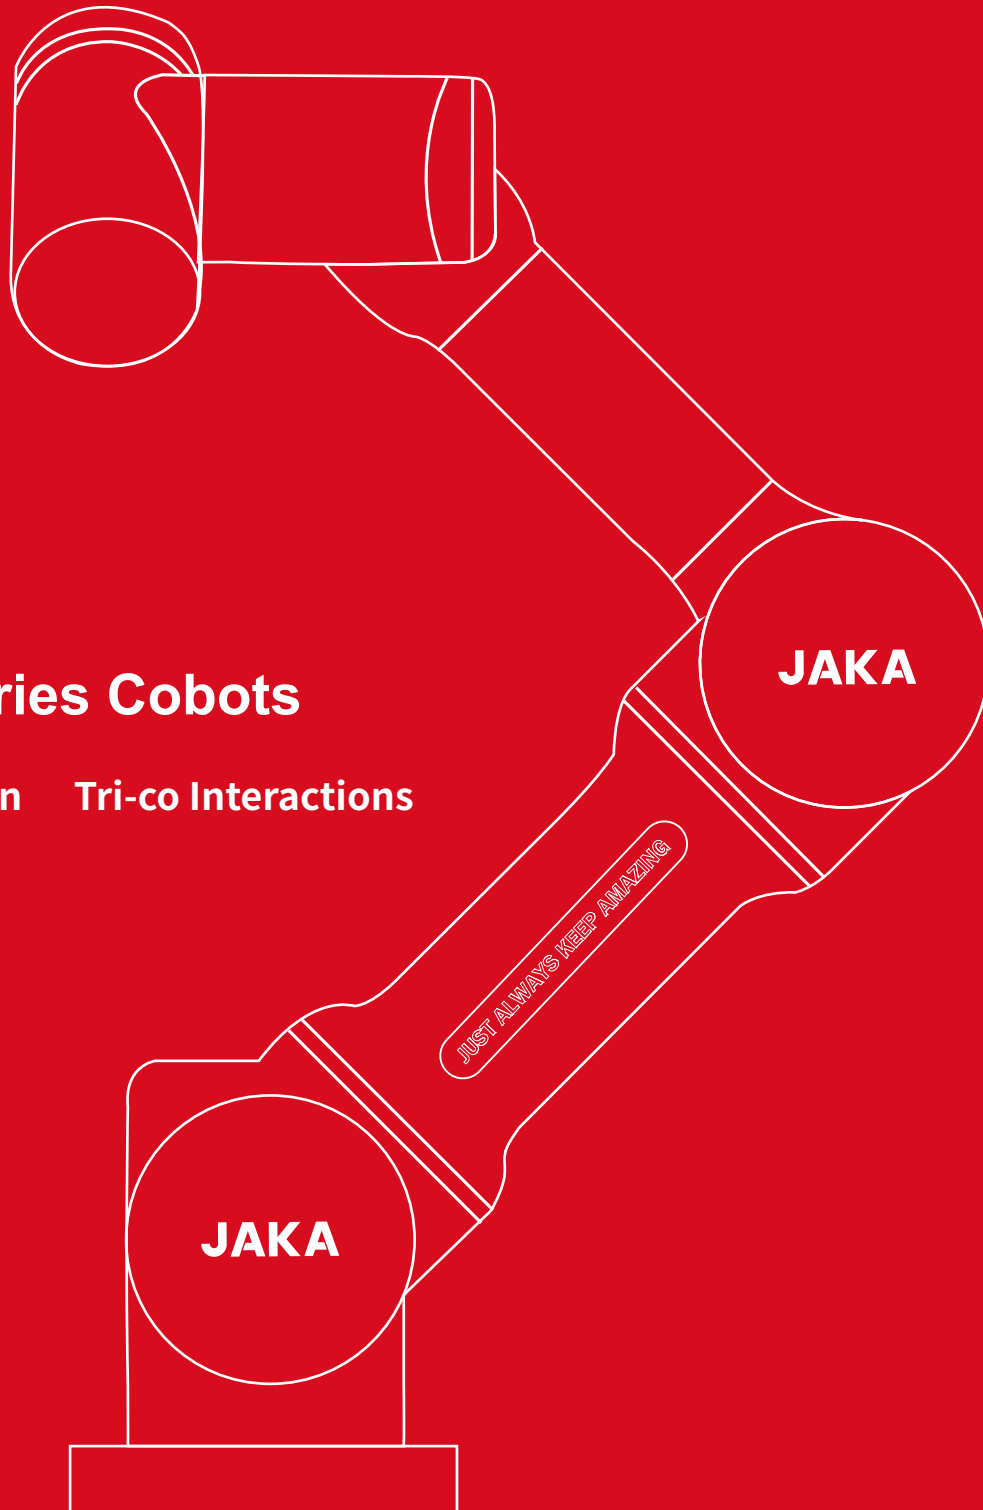 JAKA
ries Cobots
n Tri-co Interactions
JUST ALWAYS KEEP AMAZING
JAKA